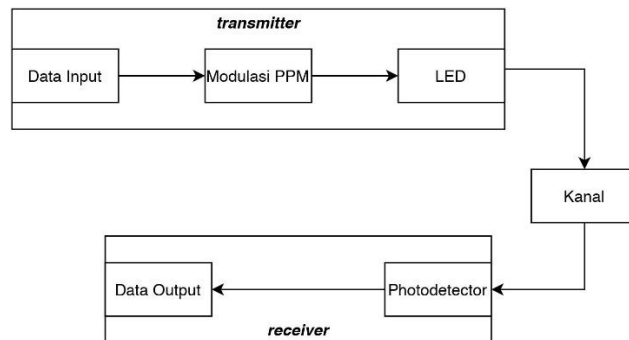 transmitter
Data Input
Modulasi PPM
LED
Kanal
Photodetector
Data Output
receiver